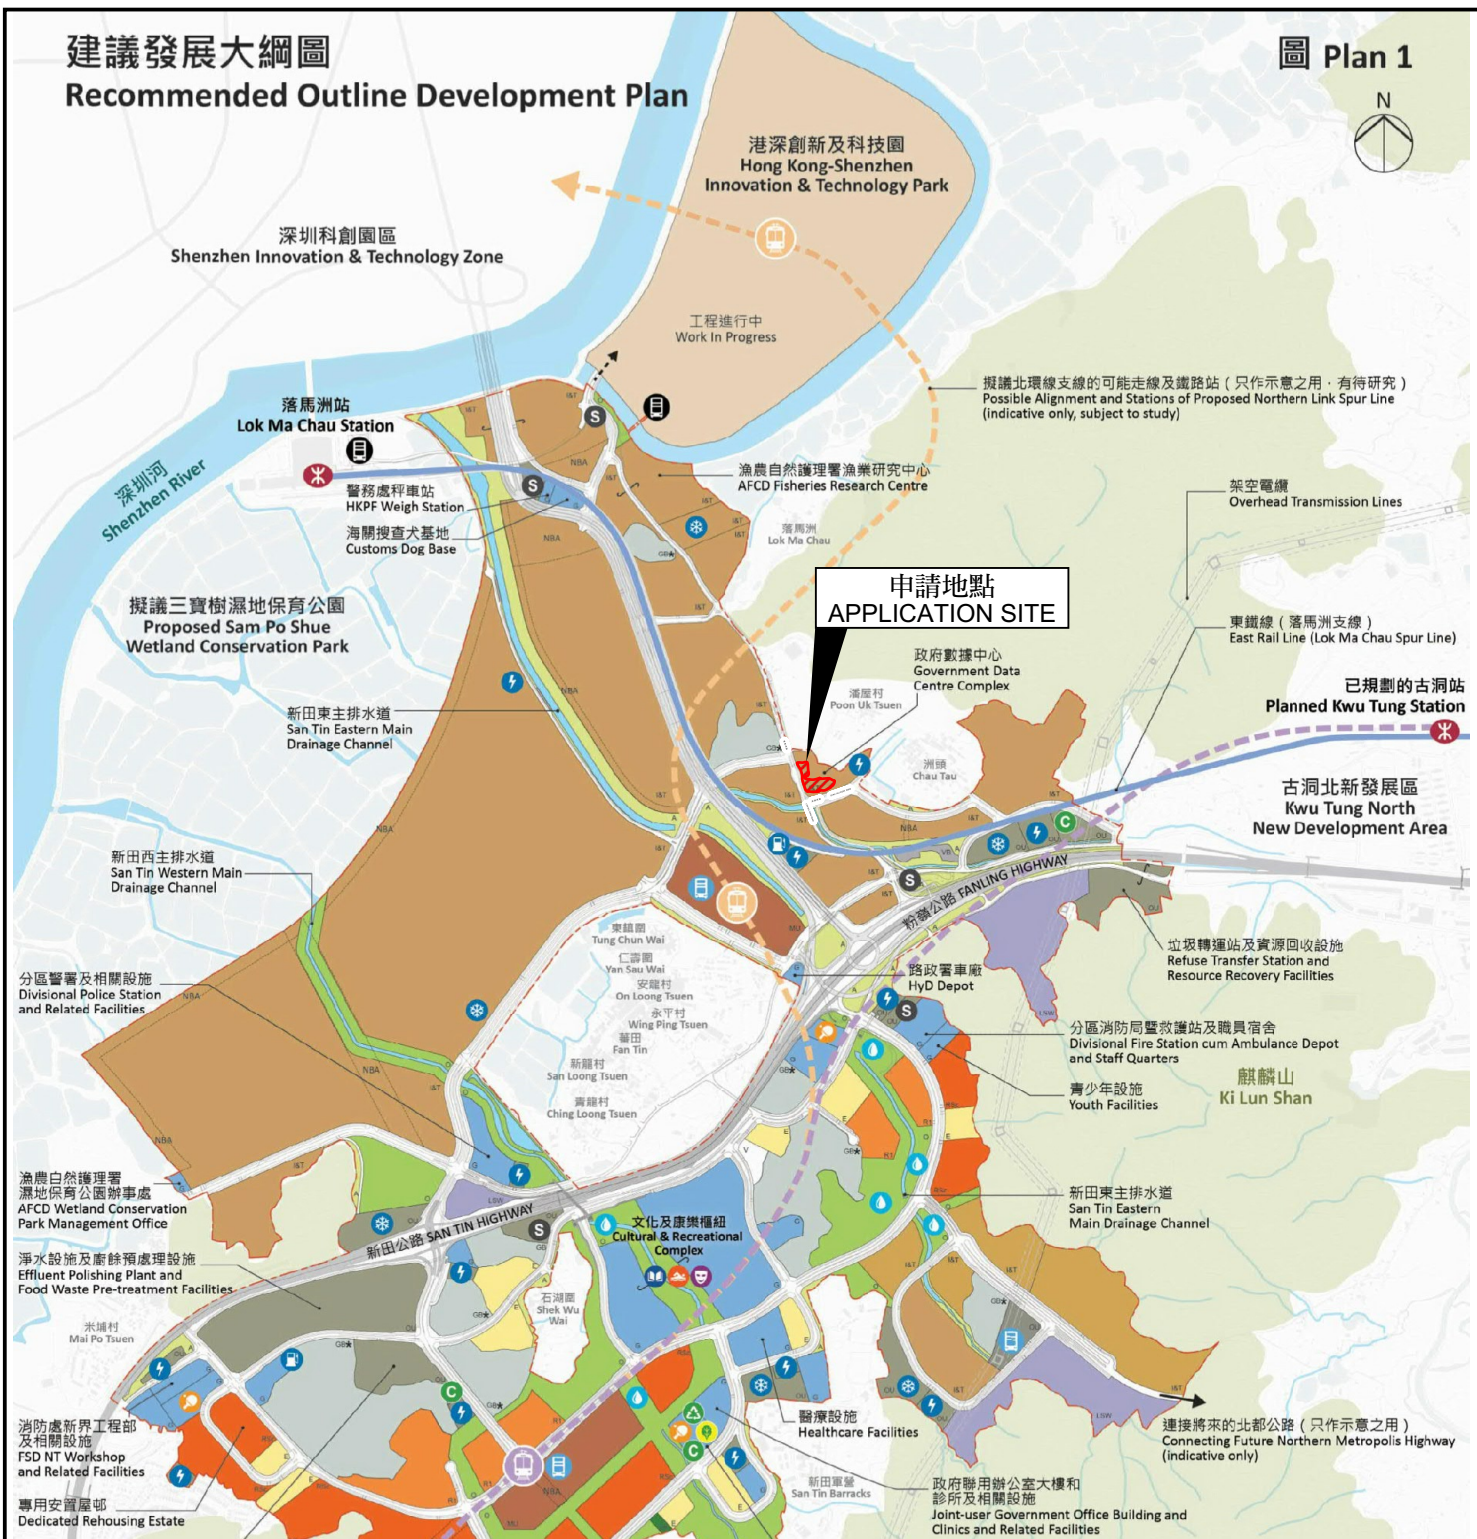 建議發展大綱圖
Recommended Outline Development Plan
圖 Plan 1
N
港深創新及科技園
Hong Kong-Shenzhen
Innovation & Technology Park
深圳科創園區
Shenzhen Innovation & Technology Zone
工程進行中
Work In Progress
擬議北環線支線的可能走線及鐵路站（只作示意之用，有待研究）
Possible Alignment and Stations of Proposed Northern Link Spur Line
(indicative only, subject to study)
落馬洲站
Lok Ma Chau Station
深圳河
Shenzhen River
警務處秤車站
HKPF Weigh Station
海關搜查犬基地
Customs Dog Base
漁農自然護理署漁業研究中心
AFCD Fisheries Research Centre
落馬洲
Lok Ma Chau
架空電纜
Overhead Transmission Lines
申請地點
APPLICATION SITE
擬議三寶樹濕地保育公園
Proposed Sam Po Shue
Wetland Conservation Park
東鐵線（落馬洲支線）
East Rail Line (Lok Ma Chau Spur Line)
政府數據中心
Government Data
Centre Complex
潘屋村
Poon Uk Tsuen
已規劃的古洞站
Planned Kwu Tung Station
新田東主排水道
San Tin Eastern Main
Drainage Channel
洲頭
Chau Tau
古洞北新發展區
Kwu Tung North
New Development Area
新田西主排水道
San Tin Western Main
Drainage Channel
粉嶺公路 FANLING HIGHWAY
東鎮圍
Tung Chun Wai
仁壽圍
Yan Sau Wai
安龍村
On Loong Tsuen
永平村
Wing Ping Tsuen
蕃田
Fan Tin
新龍村
San Loong Tsuen
青龍村
Ching Loong Tsuen
垃圾轉運站及資源回收設施
Refuse Transfer Station and
Resource Recovery Facilities
路政署車廠
HyD Depot
分區警署及相關設施
Divisional Police Station
and Related Facilities
分區消防局暨救護站及職員宿舍
Divisional Fire Station cum Ambulance Depot
and Staff Quarters
青少年設施
Youth Facilities
麒麟山
Ki Lun Shan
漁農自然護理署
濕地保育公園辦事處
AFCD Wetland Conservation
Park Management Office
新田公路 SAN TIN HIGHWAY
文化及康樂樞紐
Cultural & Recreational
Complex
新田東主排水道
San Tin Eastern
Main Drainage Channel
淨水設施及廚餘預處理設施
Effluent Polishing Plant and
Food Waste Pre-treatment Facilities
石湖圍
Shek Wu
Wai
米埔村
Mai Po Tsuen
消防處新界工程部
及相關設施
FSD NT Workshop
and Related Facilities
醫療設施
Healthcare Facilities
連接將來的北都公路（只作示意之用）
Connecting Future Northern Metropolis Highway
(indicative only)
新田軍營
San Tin Barracks
專用安置屋邨
Dedicated Rehousing Estate
政府聯用辦公室大樓和
診所及相關設施
Joint-user Government Office Building and
Clinics and Related Facilities